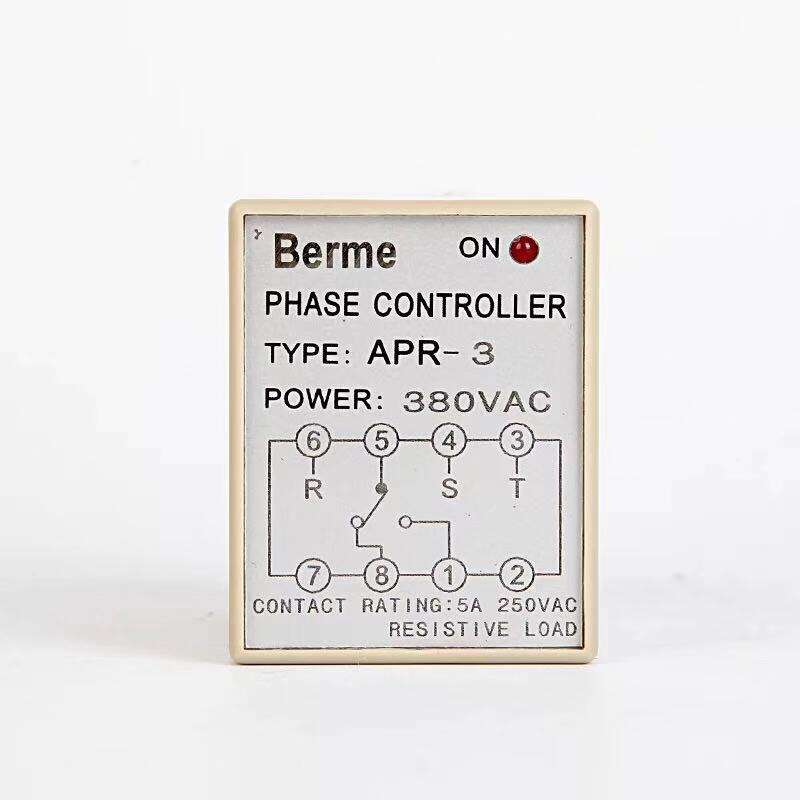 Berme ON
PHASE CONTROLLER
TYPE: APR-3
POWER: 380VAC
6 5 4 3
R S T
7 8 1 2
CONTACT RATING:5A 250VAC
RESISTIVE LOAD